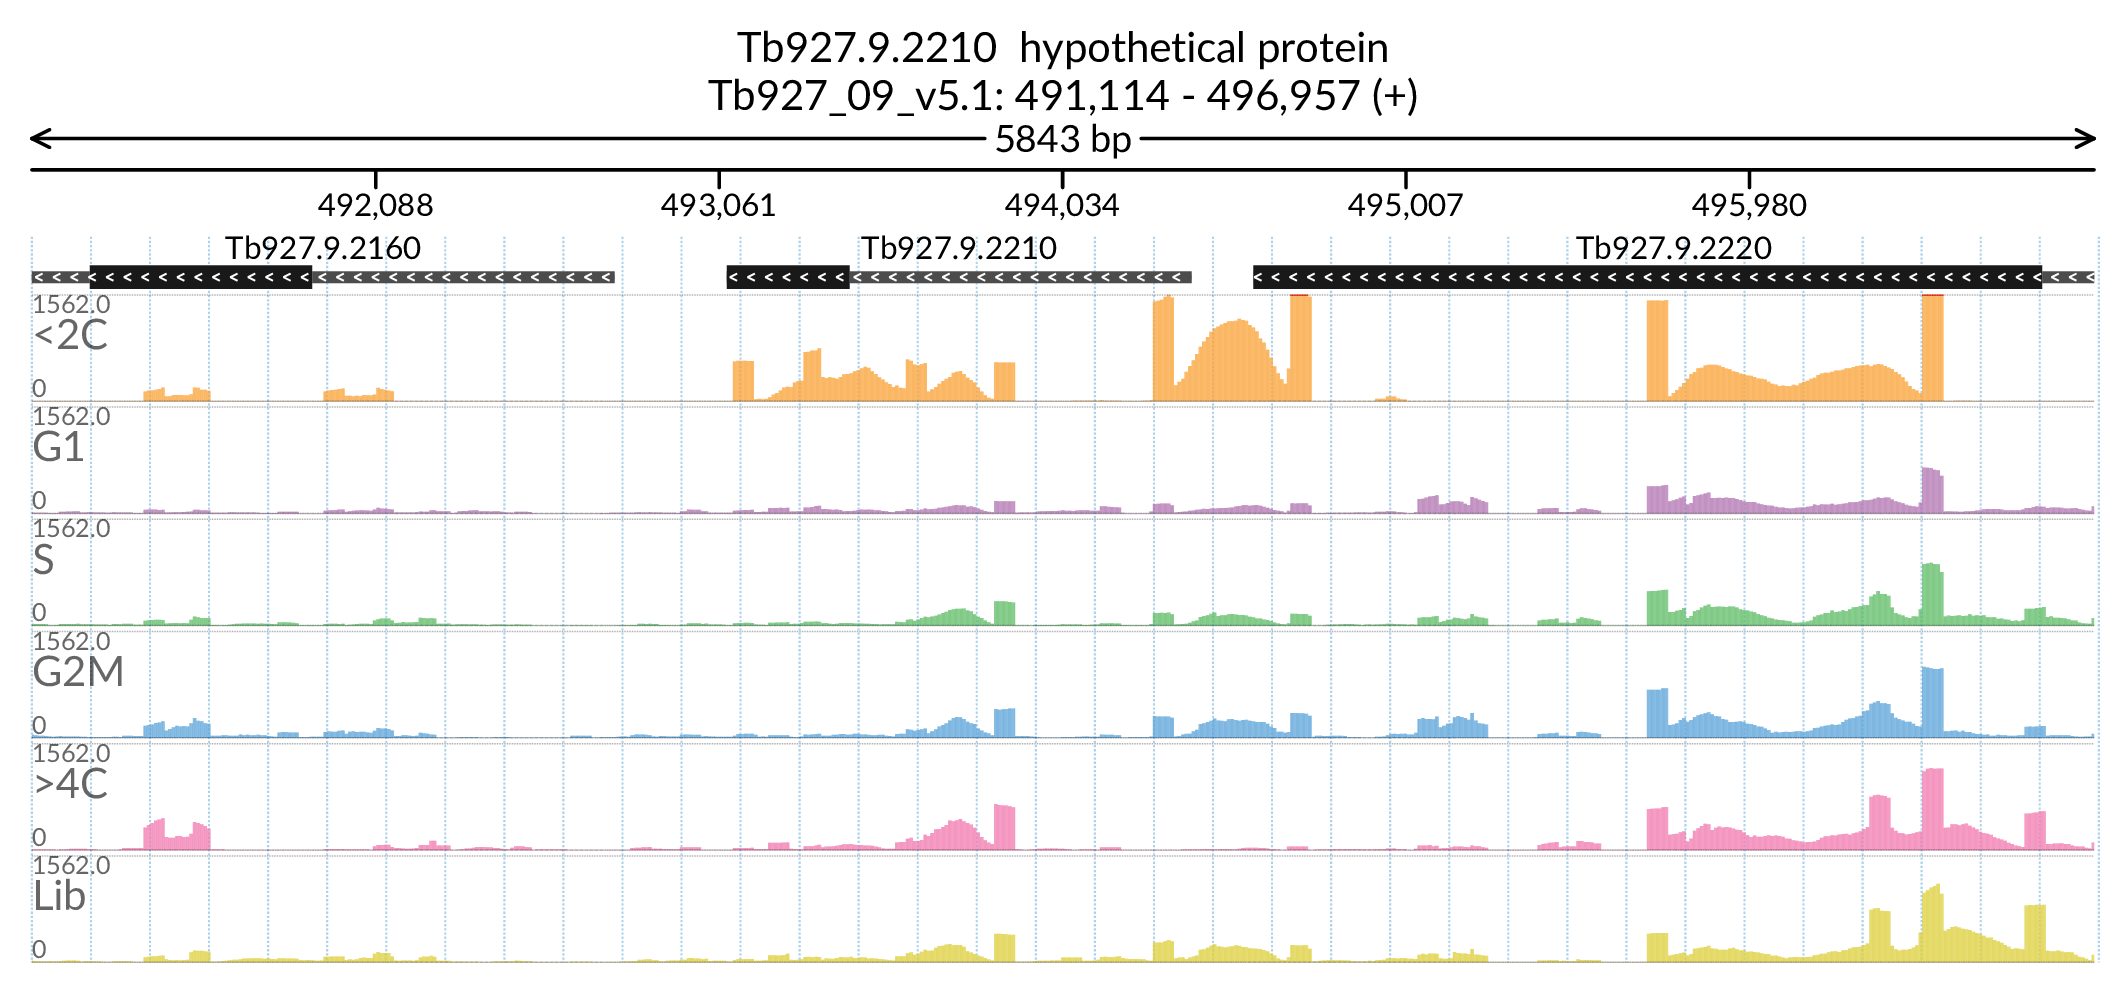 Tb927.9.2210  hypothetical protein
Tb927_09_v5.1: 491,114 - 496,957 (+)
5843 bp
492,088 493,061 494,034 495,007 495,980
Tb927.9.2160 Tb927.9.2210 Tb927.9.2220
1562.0
<2C
0
1562.0
G1
0
1562.0
S
0
1562.0
G2M
0
1562.0
>4C
0
1562.0
Lib
0